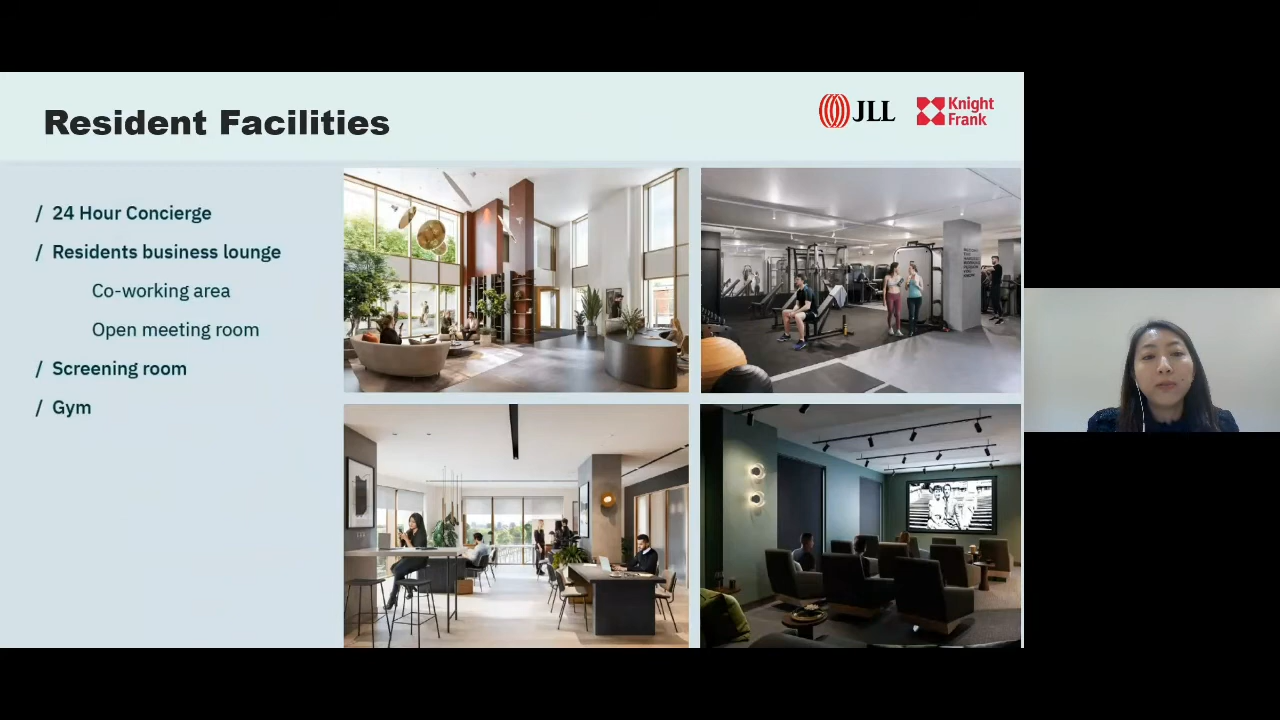 Resident Facilities
JLL
Knight
Frank
/ 24 Hour Concierge
/ Residents business lounge
Co-working area
Open meeting room
/ Screening room
/ Gym